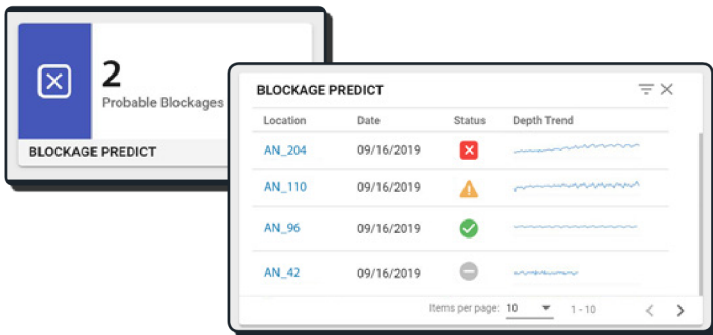 2
Probable Blockages
BLOCKAGE PREDICT
BLOCKAGE PREDICT
Location Date Status Depth Trend
AN_204 09/16/2019
AN_110 09/16/2019
AN_96 09/16/2019
AN_42 09/16/2019
Items per page: 10 1 - 10